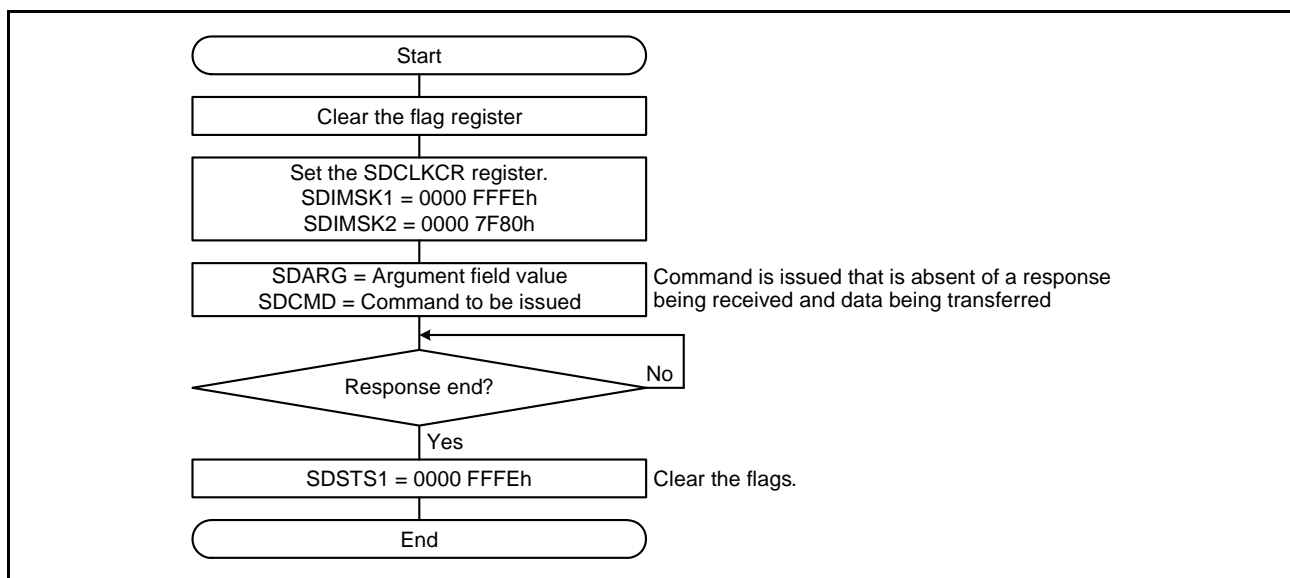 Start
Clear the flag register
Set the SDCLKCR register.
SDIMSK1 = 0000 FFFEh
SDIMSK2 = 0000 7F80h
SDARG = Argument field value
SDCMD = Command to be issued
Command is issued that is absent of a response
being received and data being transferred
Response end?
No
Yes
SDSTS1 = 0000 FFFEh
Clear the flags.
End